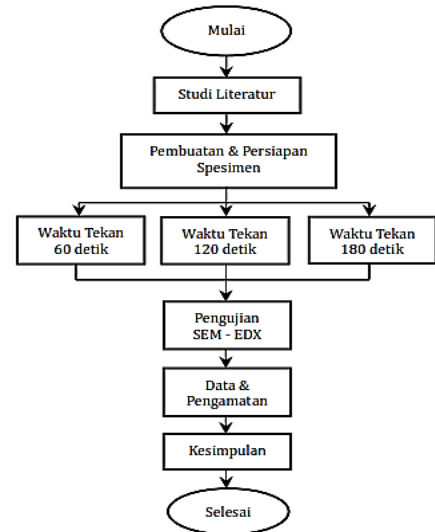 Mulai
Studi Literatur
Pembuatan & Persiapan
Spesimen
Waktu Tekan
60 detik
Waktu Tekan
120 detik
Waktu Tekan
180 detik
Pengujian
SEM - EDX
Data &
Pengamatan
Kesimpulan
Selesai